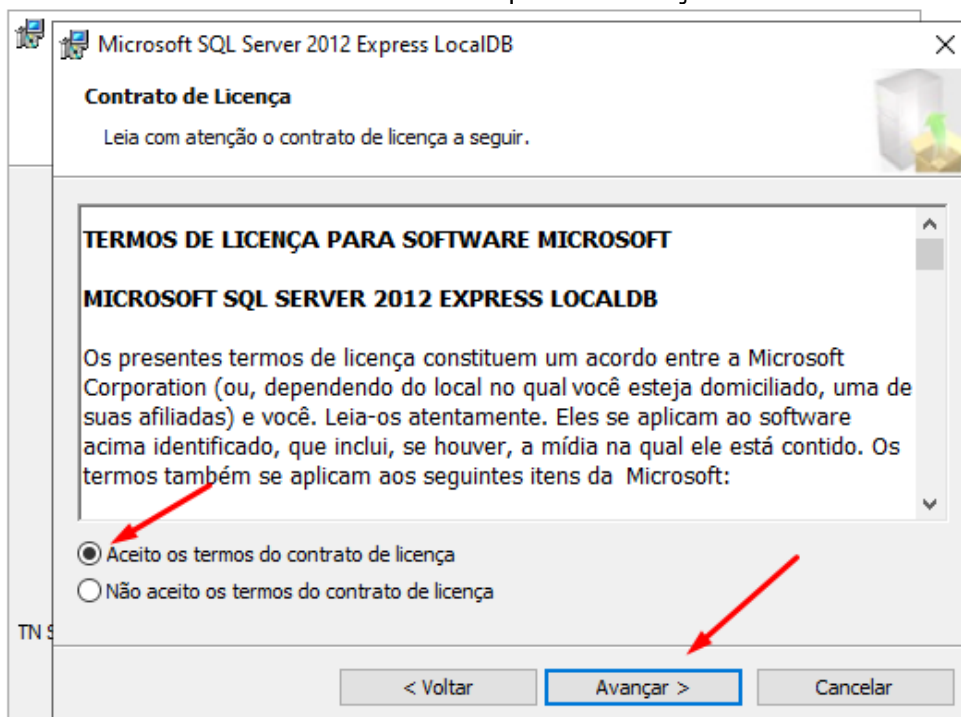 Microsoft SQL Server 2012 Express LocalDB
Contrato de Licença
Leia com atenção o contrato de licença a seguir.
TERMOS DE LICENÇA PARA SOFTWARE MICROSOFT
MICROSOFT SQL SERVER 2012 EXPRESS LOCALDB
Os presentes termos de licença constituem um acordo entre a Microsoft
Corporation (ou, dependendo do local no qual você esteja domiciliado, uma de
suas afiliadas) e você. Leia-os atentamente. Eles se aplicam ao software
acima identificado, que inclui, se houver, a mídia na qual ele está contido. Os
termos também se aplicam aos seguintes itens da Microsoft:
Aceito os termos do contrato de licença
Não aceito os termos do contrato de licença
TN
< Voltar
Avançar >
Cancelar